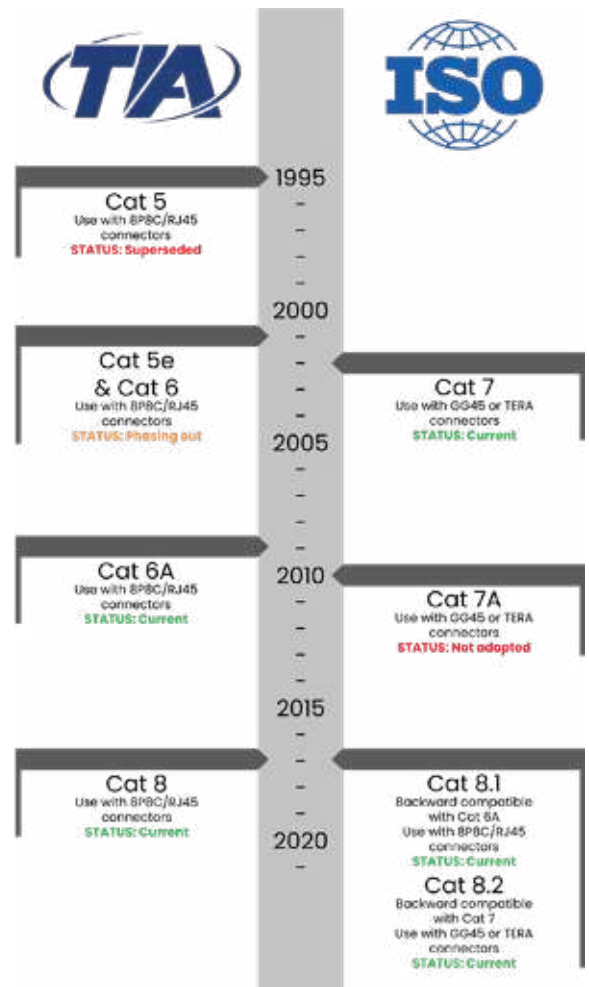 TIA
ISO
1995
Cat 5
Use with 8P8C/RJ45
connectors
STATUS: Superseded
-
-
-
-
2000
Cat 5e
& Cat 6
Use with 8P8C/RJ45
connectors
STATUS: Phasing out
-
-
-
-
Cat 7
Use with GG45 or TERA
connectors
STATUS: Current
2005
-
-
-
-
Cat 6A
Use with 8P8C/RJ45
connectors
STATUS: Current
2010
Cat 7A
Use with GG45 or TERA
connectors
STATUS: Not adopted
-
-
-
-
2015
-
-
-
-
Cat 8
Use with 8P8C/RJ45
connectors
STATUS: Current
Cat 8.1
Backward compatible
with Cat 6A
Use with 8P8C/RJ45
connectors
STATUS: Current
2020
-
Cat 8.2
Backward compatible
with Cat 7
Use with GG45 or TERA
connectors
STATUS: Current